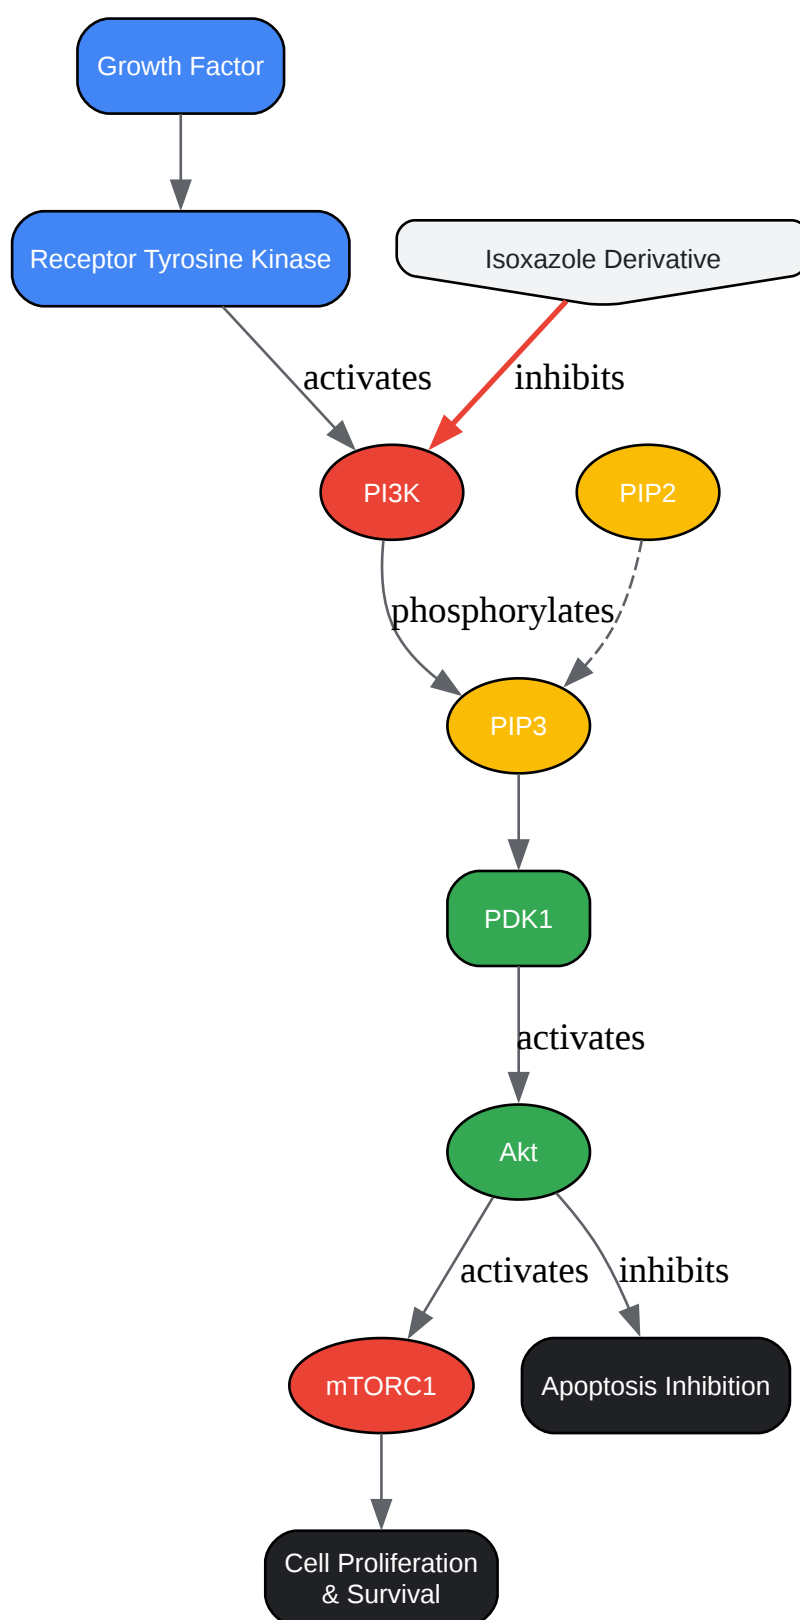 Growth Factor
Receptor Tyrosine Kinase
Isoxazole Derivative
activates
inhibits
PI3K
PIP2
phosphorylates
PIP3
PDK1
activates
Akt
activates
inhibits
mTORC1
Apoptosis Inhibition
Cell Proliferation
& Survival